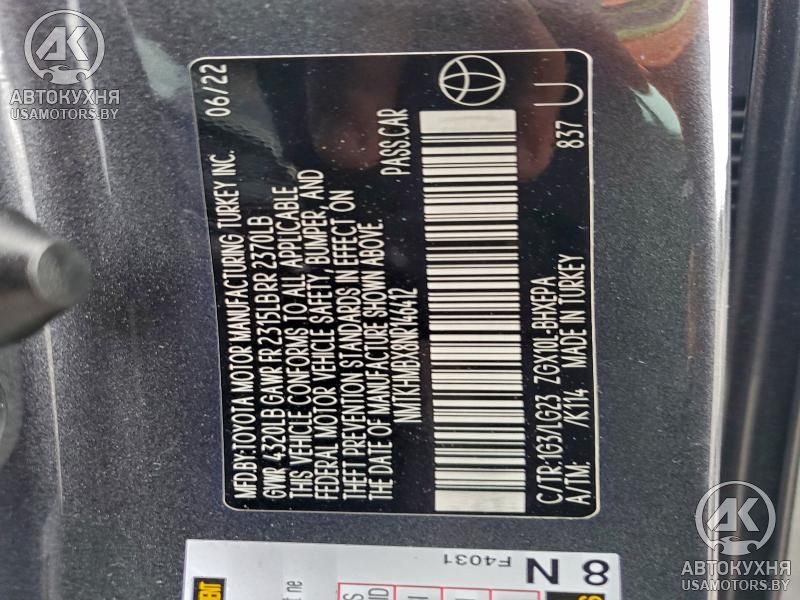 MFD.BY:TOYOTA MOTOR MANUFACTURING TURKEY INC. 06/22
GVWR 4320LB GAWR FR 2315LB RR 2370LB
THIS VEHICLE CONFORMS TO ALL APPLICABLE
FEDERAL MOTOR VEHICLE SAFETY, BUMPER, AND
THEFT PREVENTION STANDARDS IN EFFECT ON
THE DATE OF MANUFACTURE SHOWN ABOVE.
NMTKHMBX8NR146412 PASS.CAR
C/TR:1G3/LG23 ZGX10L-BHXEPA 837 U
A/TM: /K114 MADE IN TURKEY
8 N F4031
АК
АВТОКУХНЯ
USAMOTORS.BY
АК
АВТОКУХНЯ
USAMOTORS.BY